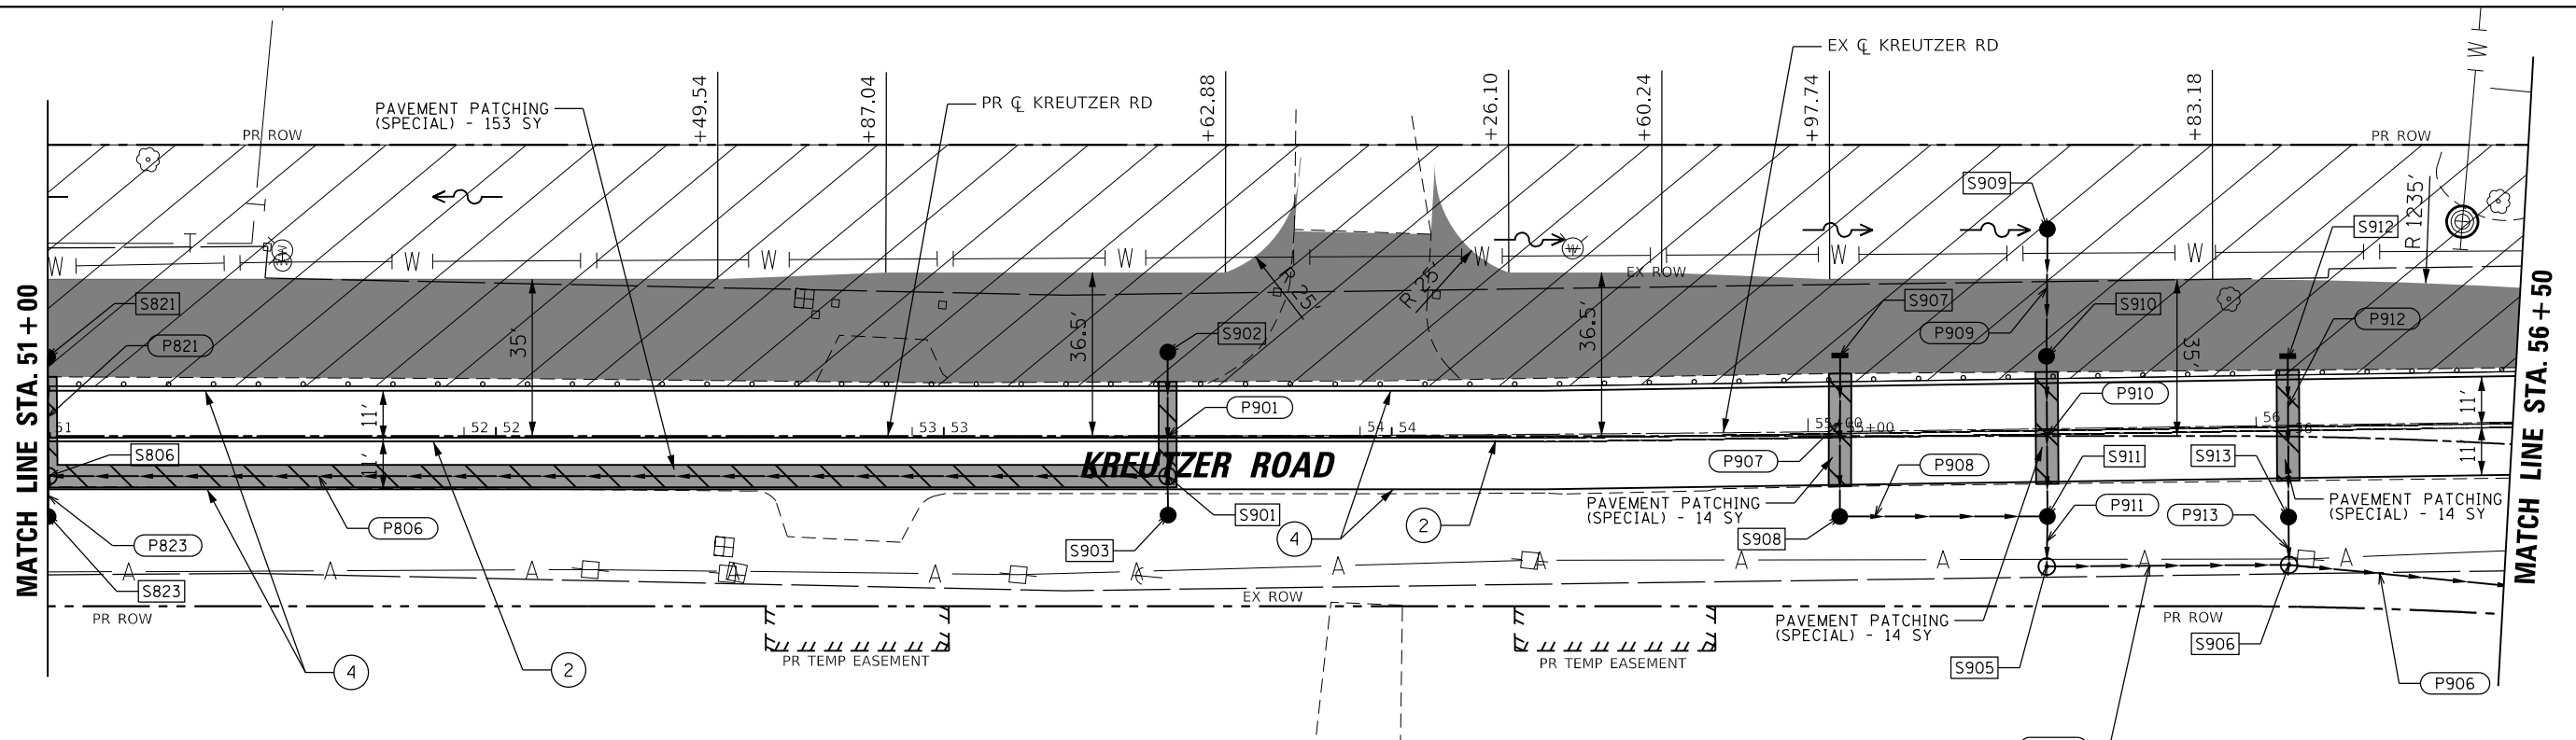 EX ℄ KREUTZER RD
PAVEMENT PATCHING
(SPECIAL) - 153 SY
PR ℄ KREUTZER RD
+49.54
+87.04
+62.88
+26.10
+60.24
+97.74
+83.18
W
PR ROW
PR ROW
T
T
S909
R 1235'
S912
W
W
W
W
W
W
W
W
W
W
EX ROW
R 25'
R 25'
S821
P821
35'
36.5'
S902
36.5'
S907
P909
S910
35'
P912
MATCH LINE STA. 51+00
MATCH LINE STA. 56+50
11'
P901
P910
11'
51
52 52
53 53
54 54
55+00
56
56
S806
11'
KREUTZER ROAD
P907
P908
S911
S913
11'
PAVEMENT PATCHING
(SPECIAL) - 14 SY
PAVEMENT PATCHING
(SPECIAL) - 14 SY
P806
S901
4
2
P911
P913
P823
S903
S908
A
A
A
A
A
A
A
A
A
A
A
A
S823
EX ROW
PR ROW
PAVEMENT PATCHING
(SPECIAL) - 14 SY
PR ROW
S906
PR TEMP EASEMENT
PR TEMP EASEMENT
4
2
S905
P906